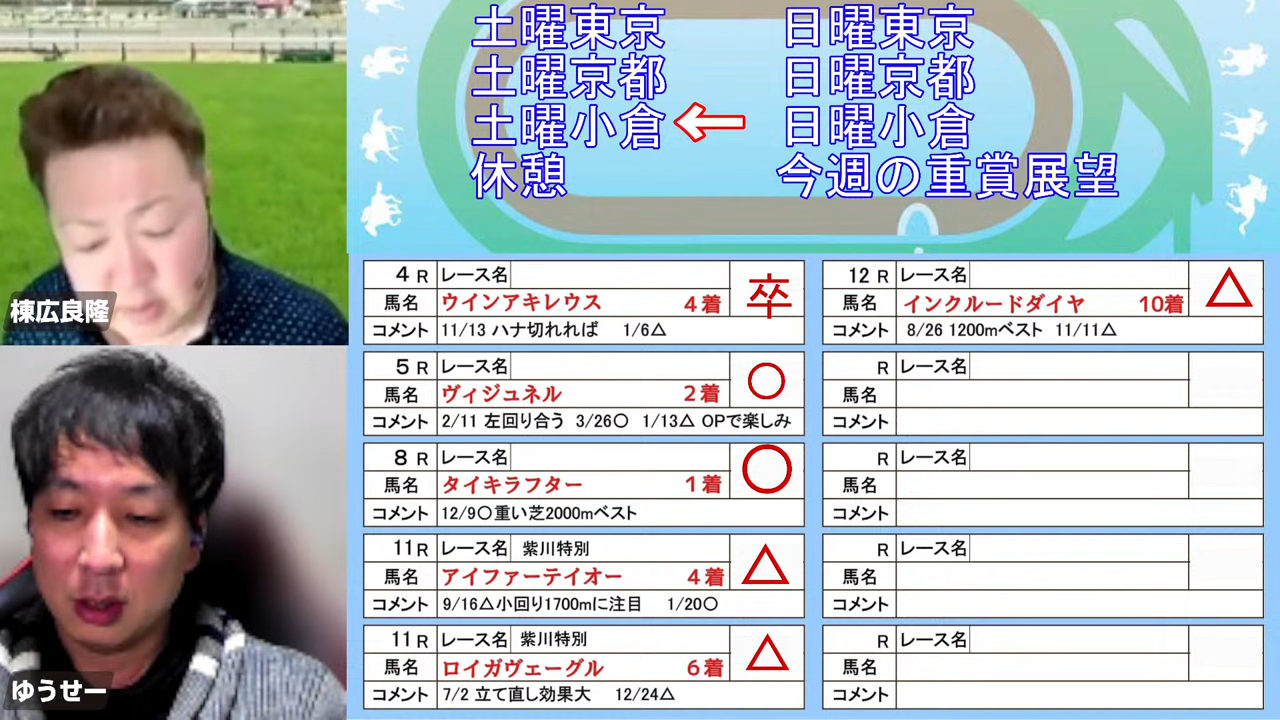 土曜東京
土曜京都
土曜小倉
休憩
日曜東京
日曜京都
日曜小倉
今週の重賞展望
棟広良隆
ゆうせー
4 R レース名
馬名 ウインアキレウス 4着 卒
コメント 11/13 ハナ切れれば 1/6△
5 R レース名
馬名 ヴィジュネル 2着 ○
コメント 2/11 左回り合う 3/26○ 1/13△ OPで楽しみ
8 R レース名
馬名 タイキラフター 1着 ○
コメント 12/9○重い芝2000mベスト
11 R レース名 紫川特別
馬名 アイファーテイオー 4着 △
コメント 9/16△小回り1700mに注目 1/20○
11 R レース名 紫川特別
馬名 ロイガヴェーグル 6着 △
コメント 7/2 立て直し効果大 12/24△
12 R レース名
馬名 インクルードダイヤ 10着 △
コメント 8/26 1200mベスト 11/11△
R レース名
馬名
コメント
R レース名
馬名
コメント
R レース名
馬名
コメント
R レース名
馬名
コメント